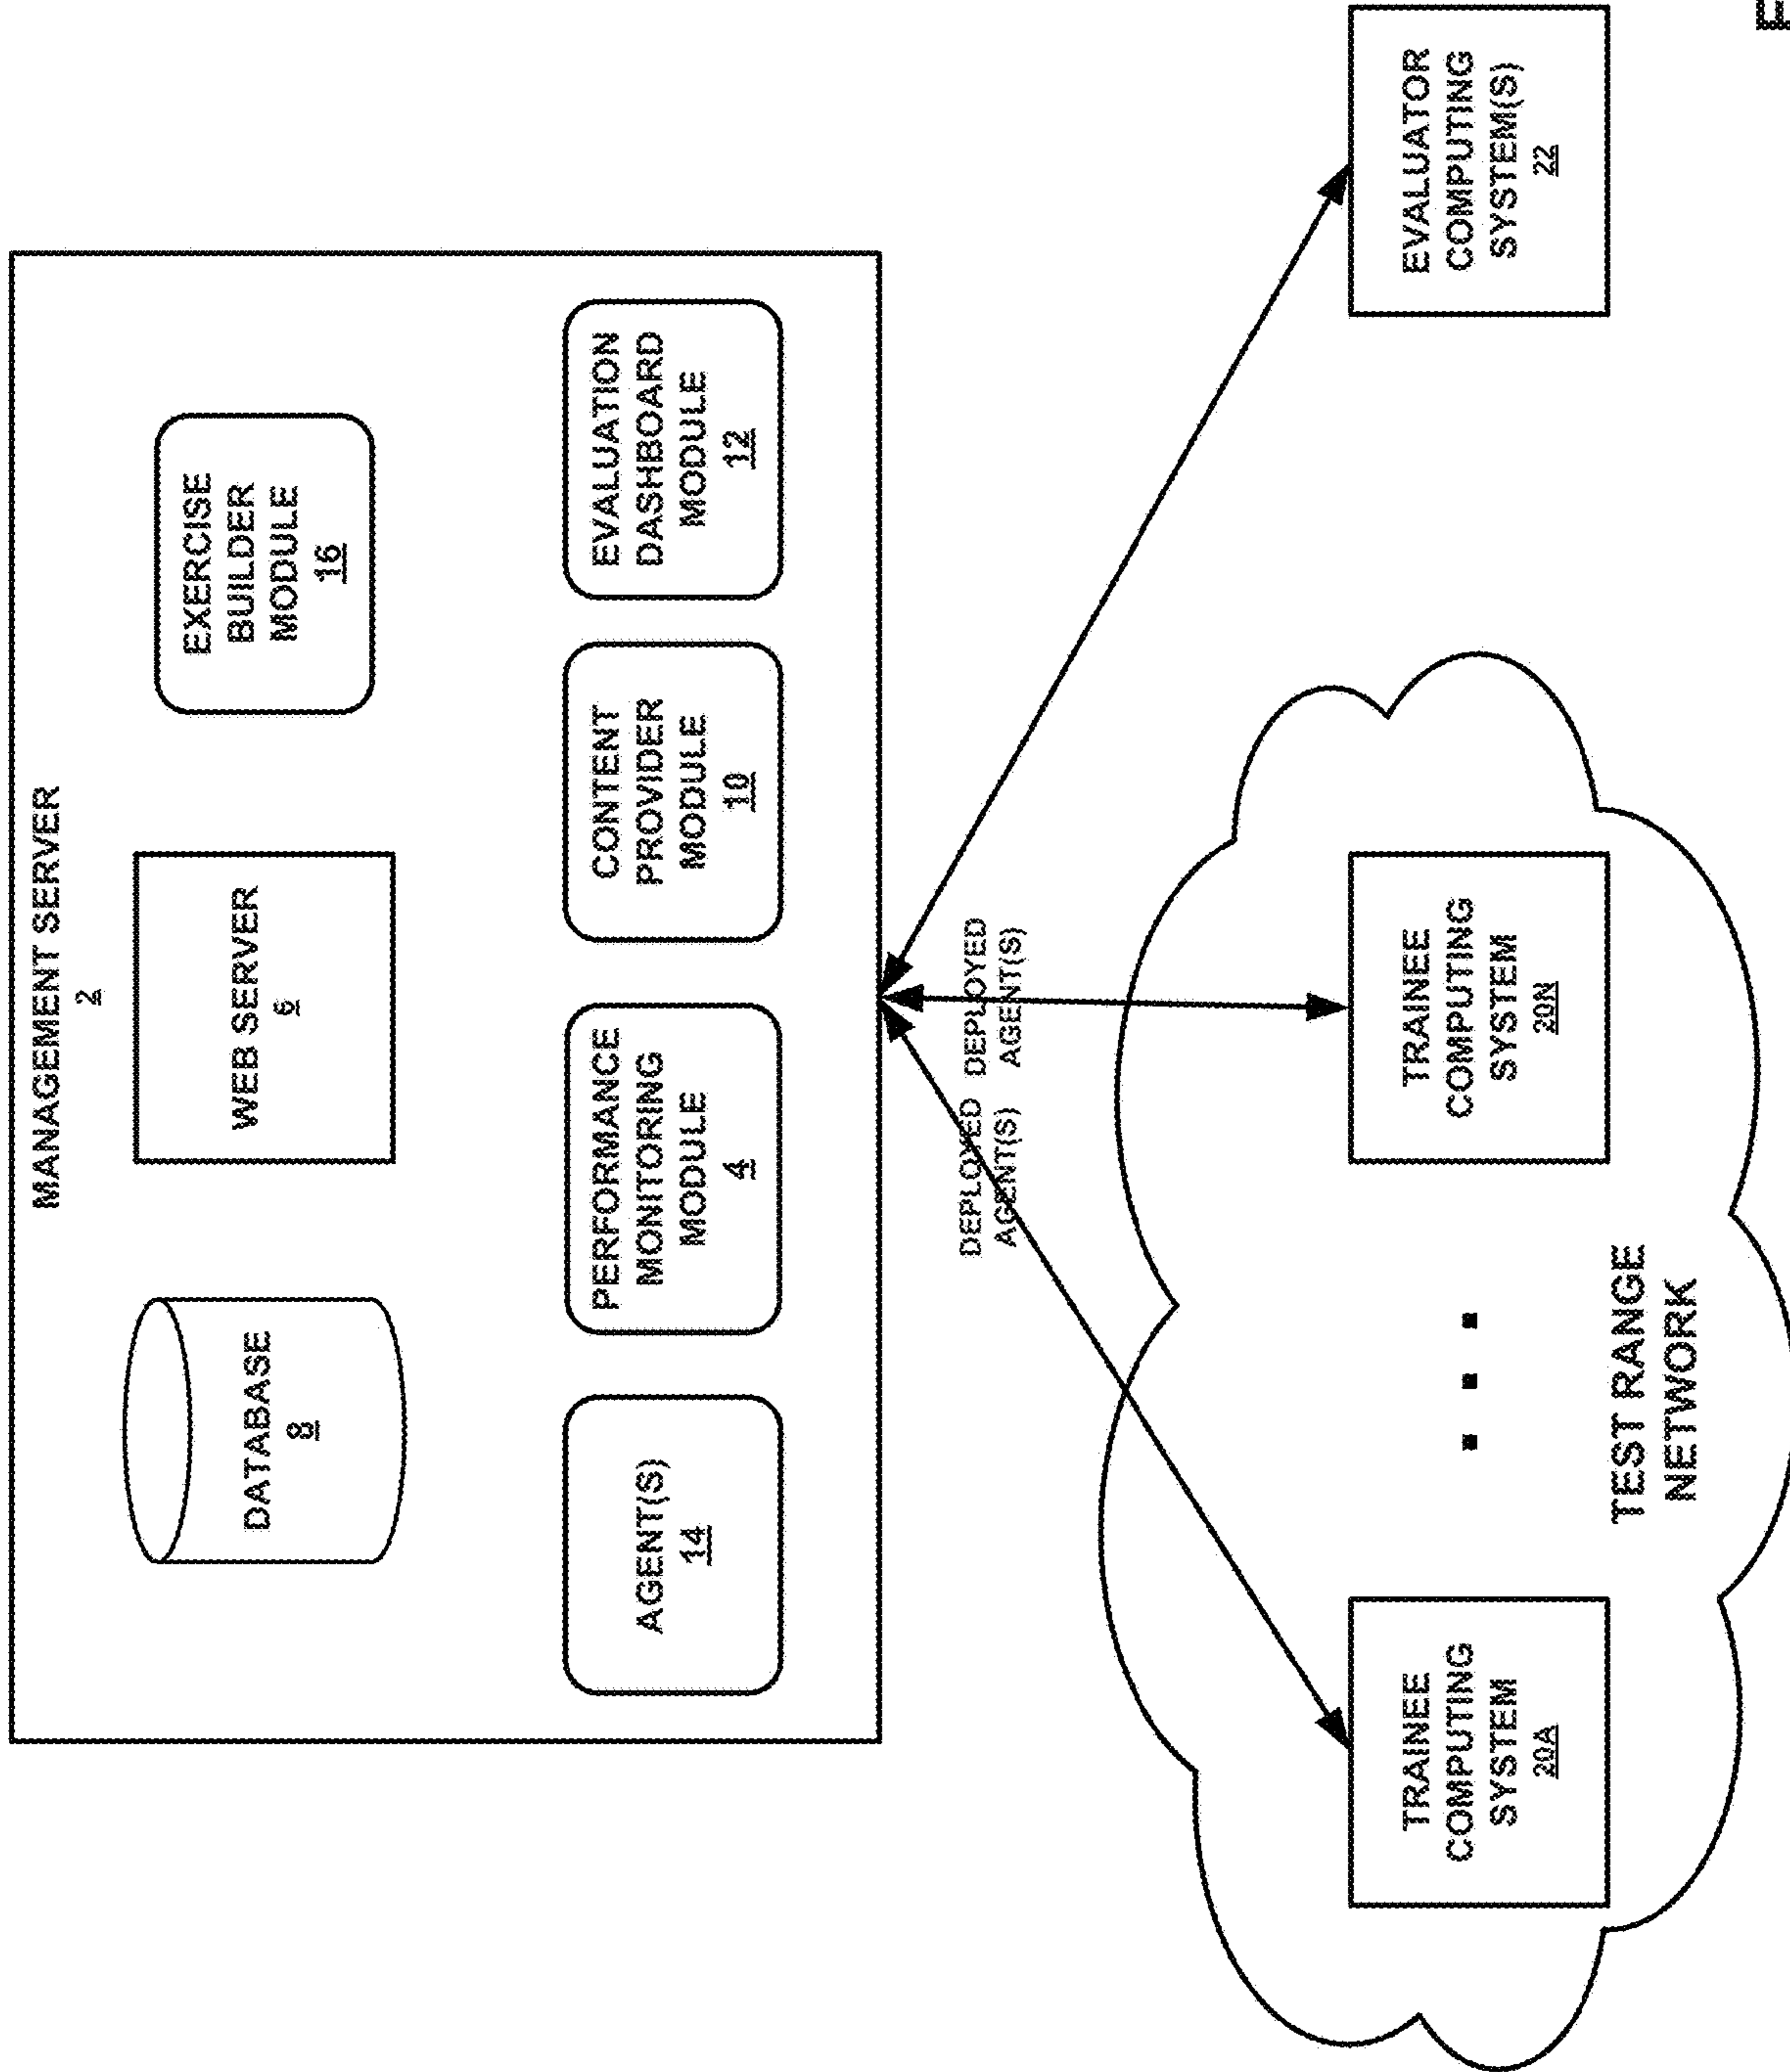 MANAGEMENT SERVER
2
DATABASE
8
WEB SERVER
6
EXERCISE
BUILDER
MODULE
16
AGENT(S)
14
PERFORMANCE
MONITORING
MODULE
4
CONTENT
PROVIDER
MODULE
10
EVALUATION
DASHBOARD
MODULE
12
DEPLOYED
AGENT(S)
DEPLOYED
AGENT(S)
TRAINEE
COMPUTING
SYSTEM
20A
TRAINEE
COMPUTING
SYSTEM
20N
EVALUATOR
COMPUTING
SYSTEM(S)
22
TEST RANGE
NETWORK